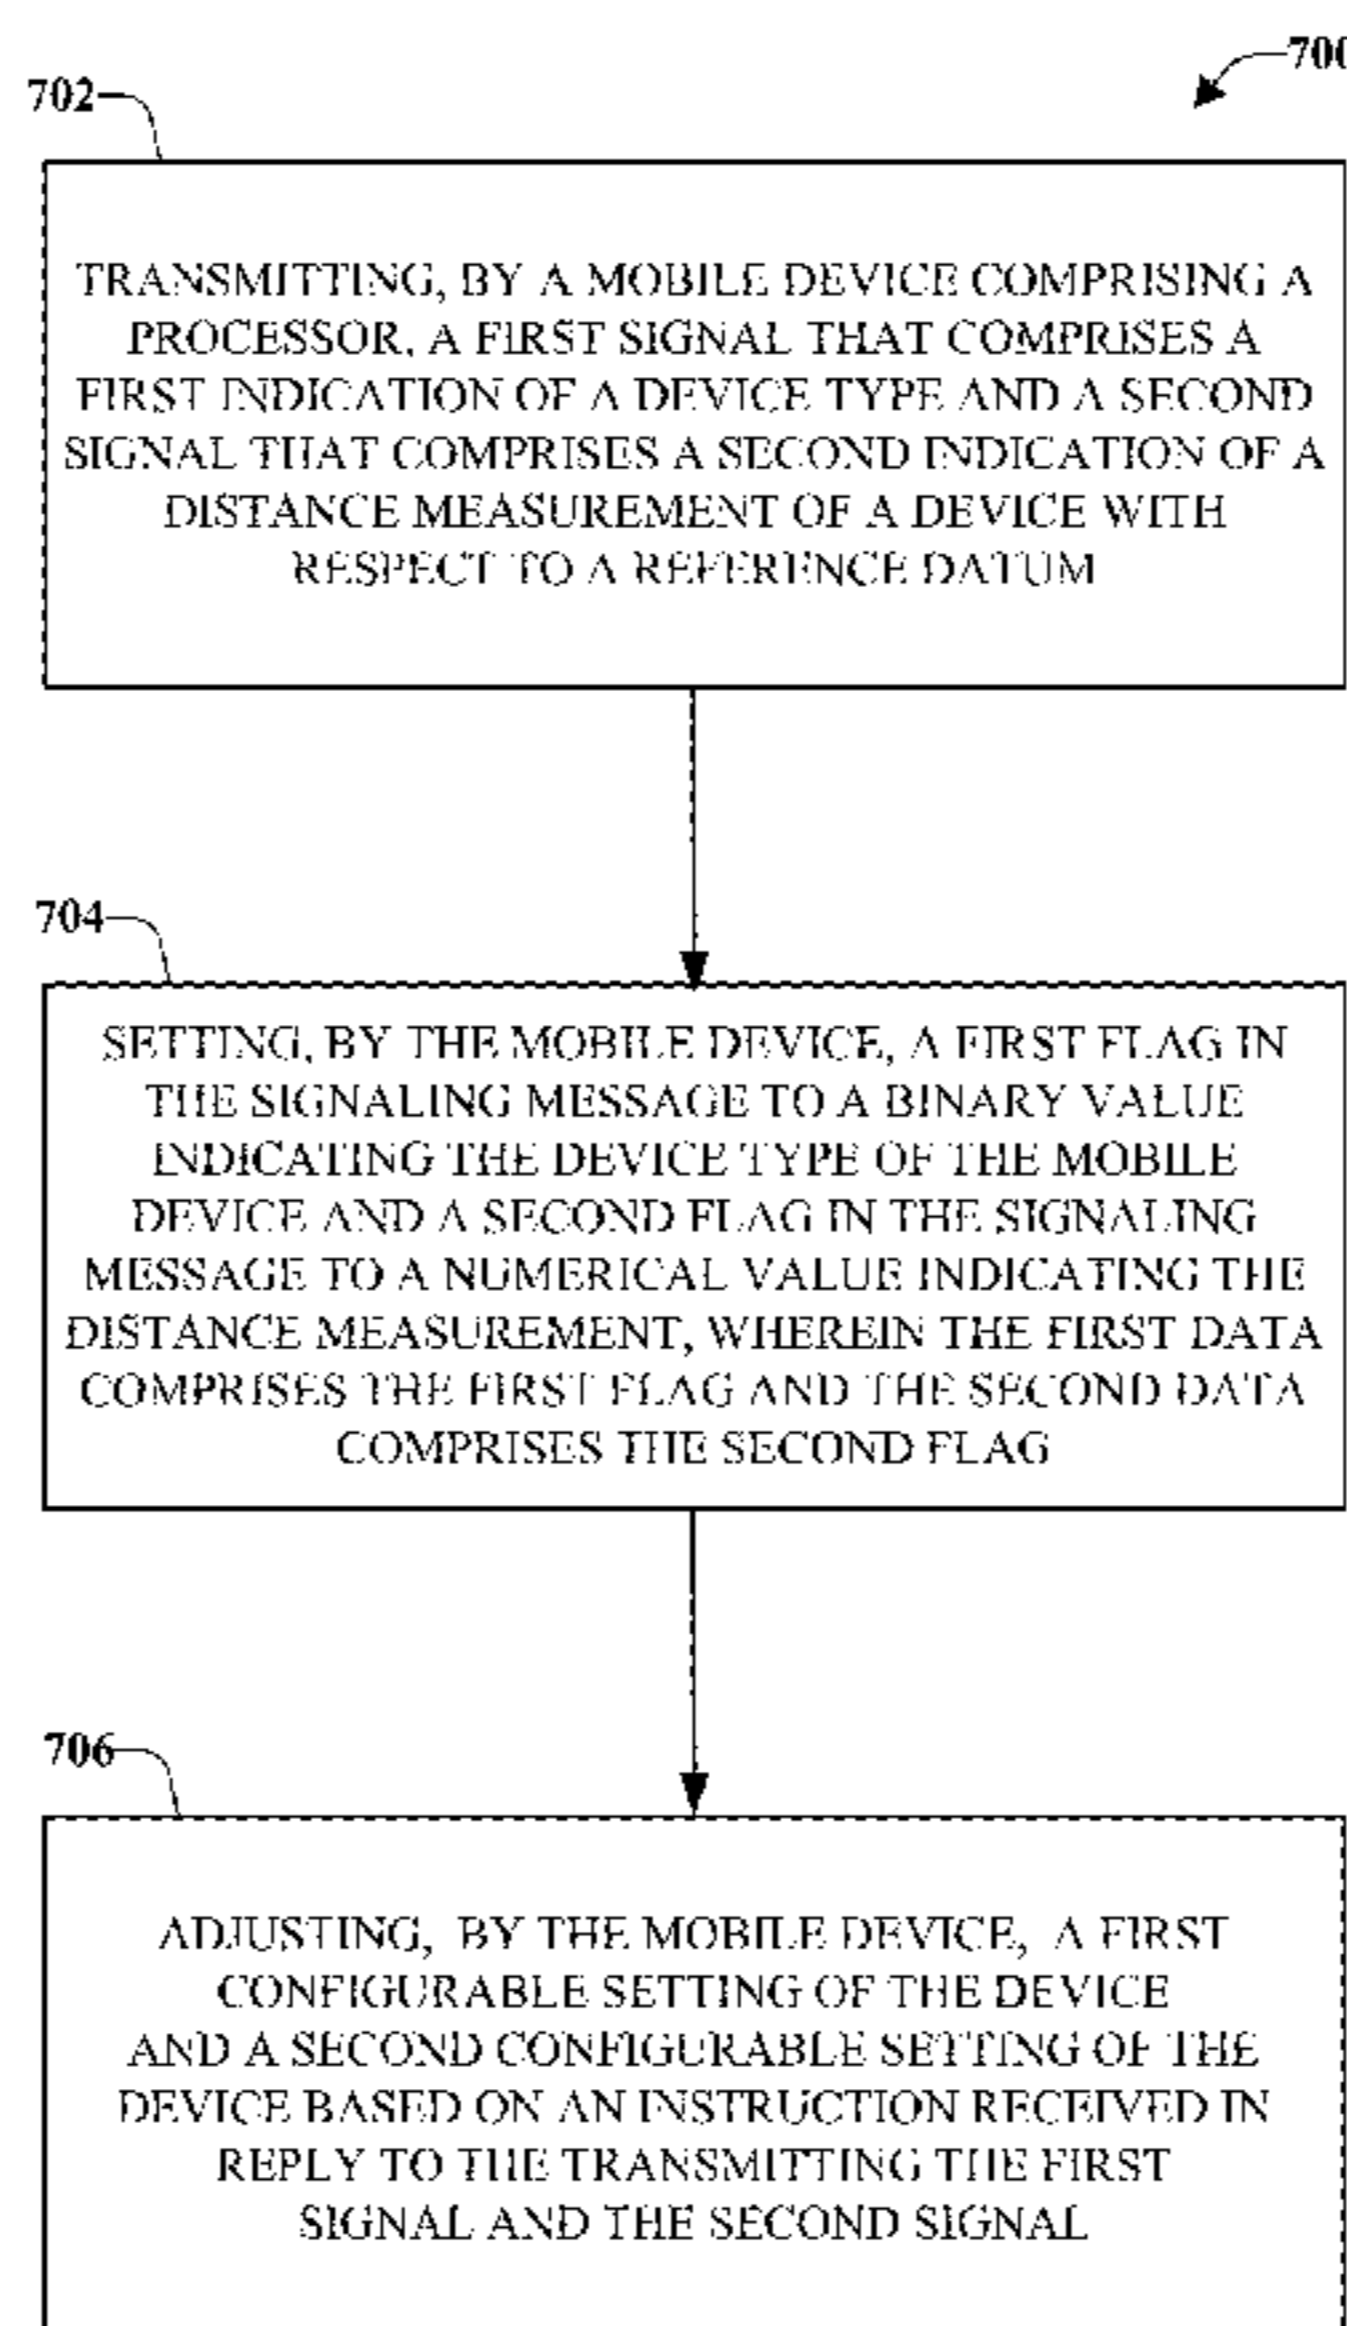 700
702
TRANSMITTING, BY A MOBILE DEVICE COMPRISING A
PROCESSOR, A FIRST SIGNAL THAT COMPRISES A
FIRST INDICATION OF A DEVICE TYPE AND A SECOND
SIGNAL THAT COMPRISES A SECOND INDICATION OF A
DISTANCE MEASUREMENT OF A DEVICE WITH
RESPECT TO A REFERENCE DATUM
704
SETTING, BY THE MOBILE DEVICE, A FIRST FLAG IN
THE SIGNALING MESSAGE TO A BINARY VALUE
INDICATING THE DEVICE TYPE OF THE MOBILE
DEVICE AND A SECOND FLAG IN THE SIGNALING
MESSAGE TO A NUMERICAL VALUE INDICATING THE
DISTANCE MEASUREMENT, WHEREIN THE FIRST DATA
COMPRISES THE FIRST FLAG AND THE SECOND DATA
COMPRISES THE SECOND FLAG
706
ADJUSTING, BY THE MOBILE DEVICE, A FIRST
CONFIGURABLE SETTING OF THE DEVICE
AND A SECOND CONFIGURABLE SETTING OF THE
DEVICE BASED ON AN INSTRUCTION RECEIVED IN
REPLY TO THE TRANSMITTING THE FIRST
SIGNAL AND THE SECOND SIGNAL